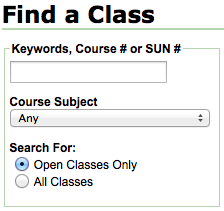 Find a Class
Keywords, Course # or SUN #
Course Subject
Any
Search For:
Open Classes Only
All Classes